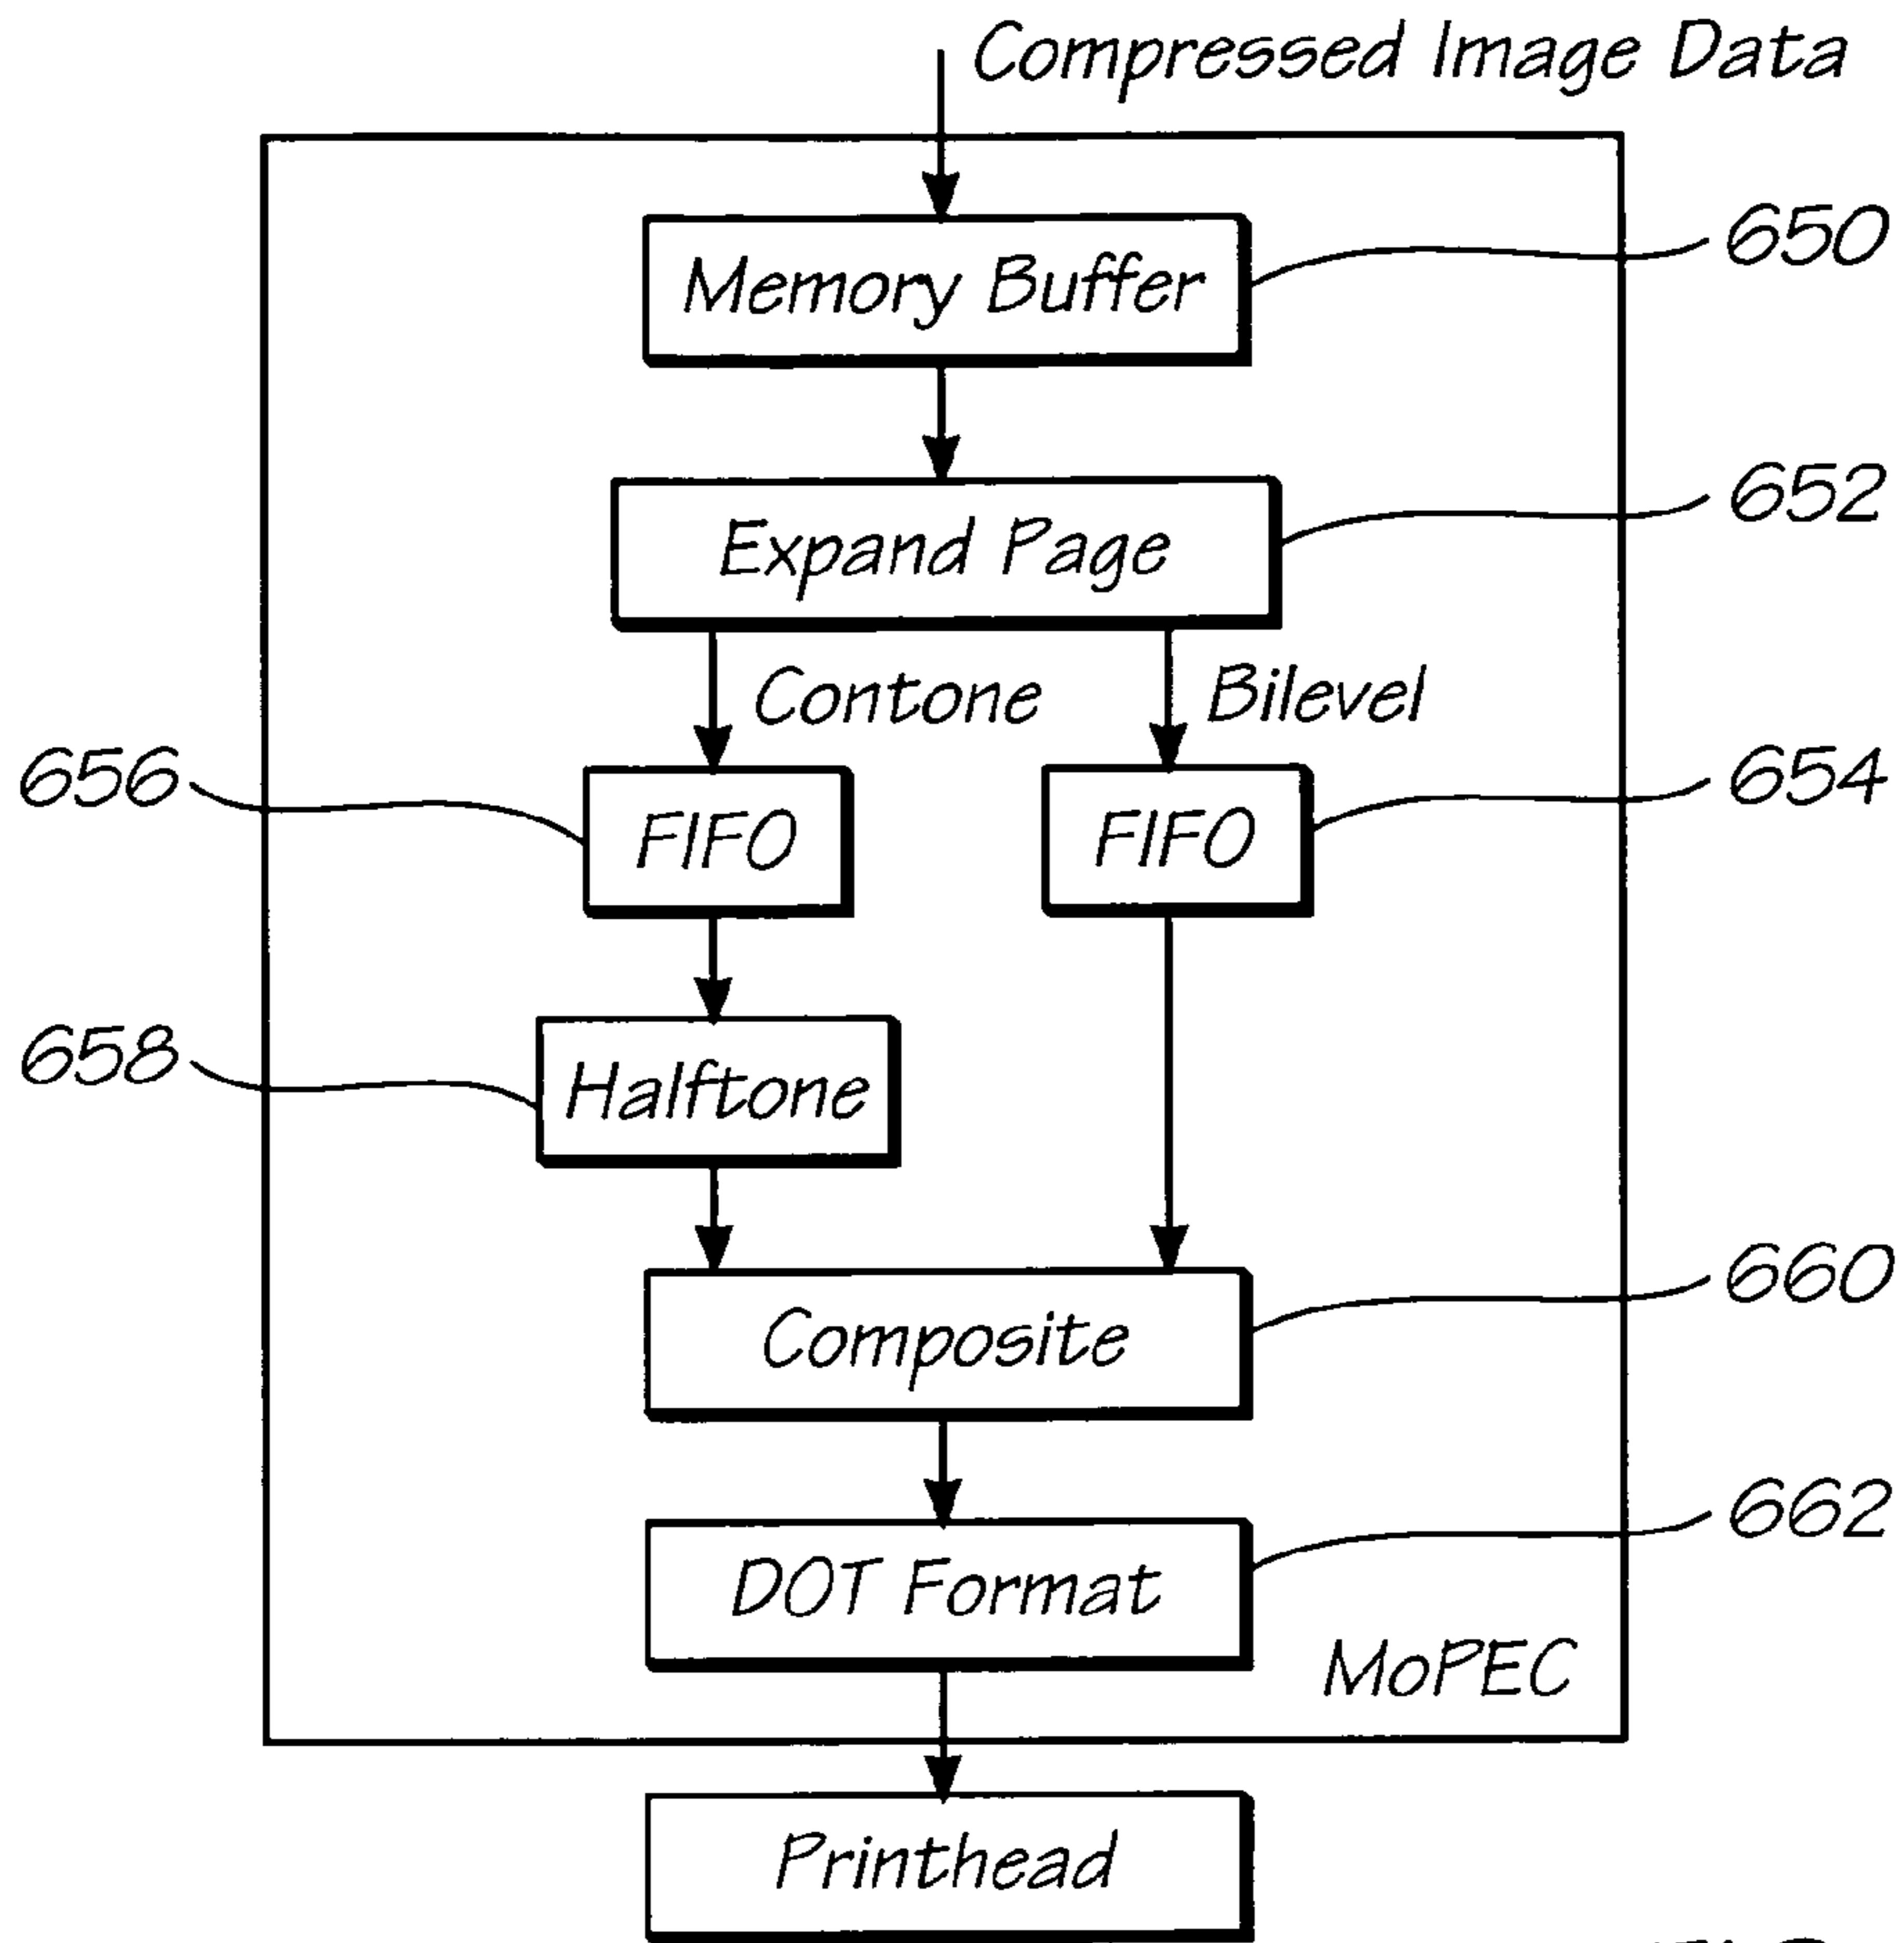 Compressed Image Data
Memory Buffer
650
Expand Page
652
Contone
Bilevel
656
FIFO
FIFO
654
658
Halftone
Composite
660
DOT Format
662
MoPEC
Printhead